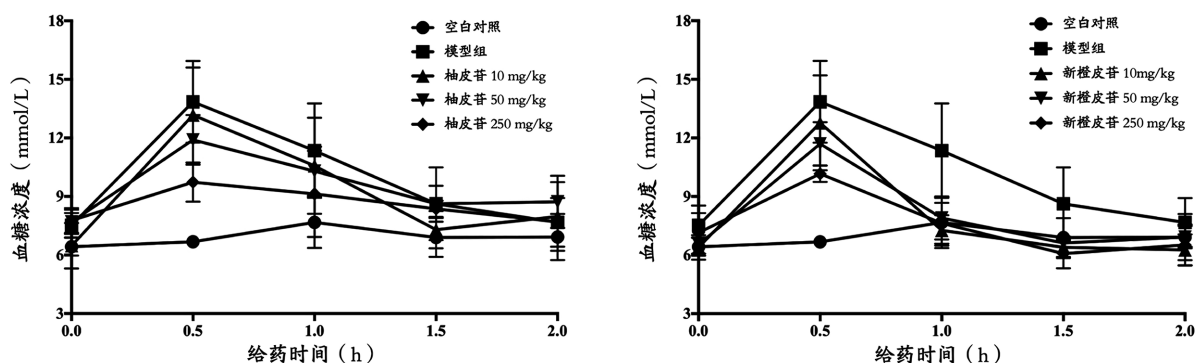 18
15
12
9
6
3
血糖浓度（mmol/L）
空白对照
模型组
柚皮苷 10 mg/kg
柚皮苷 50 mg/kg
柚皮苷 250 mg/kg
0.0 0.5 1.0 1.5 2.0
给药时间（h）
18
15
12
9
6
3
血糖浓度（mmol/L）
空白对照
模型组
新橙皮苷 10mg/kg
新橙皮苷 50 mg/kg
新橙皮苷 250 mg/kg
0.0 0.5 1.0 1.5 2.0
给药时间（h）